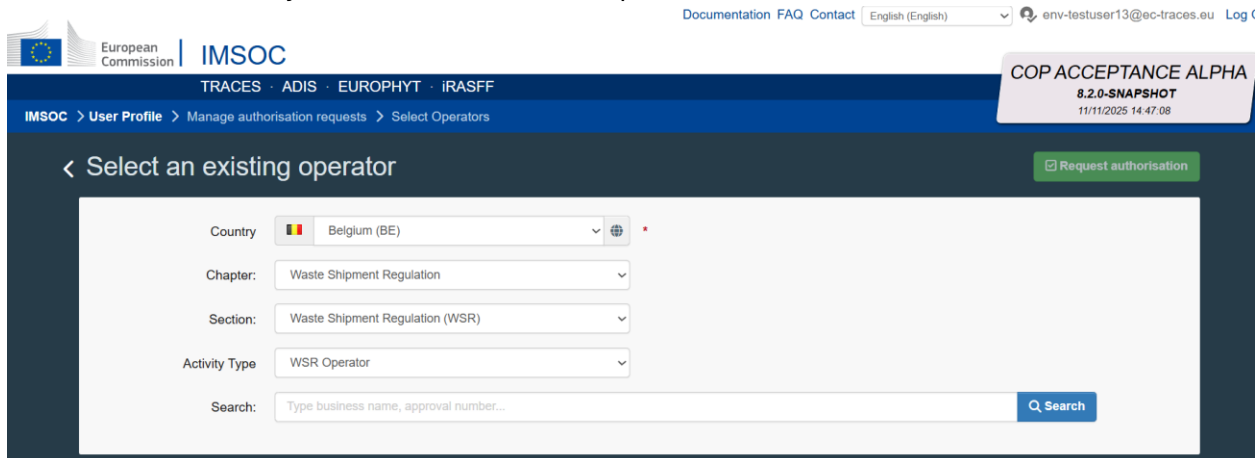 Documentation FAQ Contact English (English) env-testuser13@ec-traces.eu Log
European
Commission
IMSOC
TRACES · ADIS · EUROPHYT · iRASFF
COP ACCEPTANCE ALPHA
8.2.0-SNAPSHOT
11/11/2025 14:47:08
IMSOC > User Profile > Manage authorisation requests > Select Operators
Select an existing operator
Request authorisation
Country Belgium (BE) *
Chapter: Waste Shipment Regulation
Section: Waste Shipment Regulation (WSR)
Activity Type WSR Operator
Search: Type business name, approval number... Search